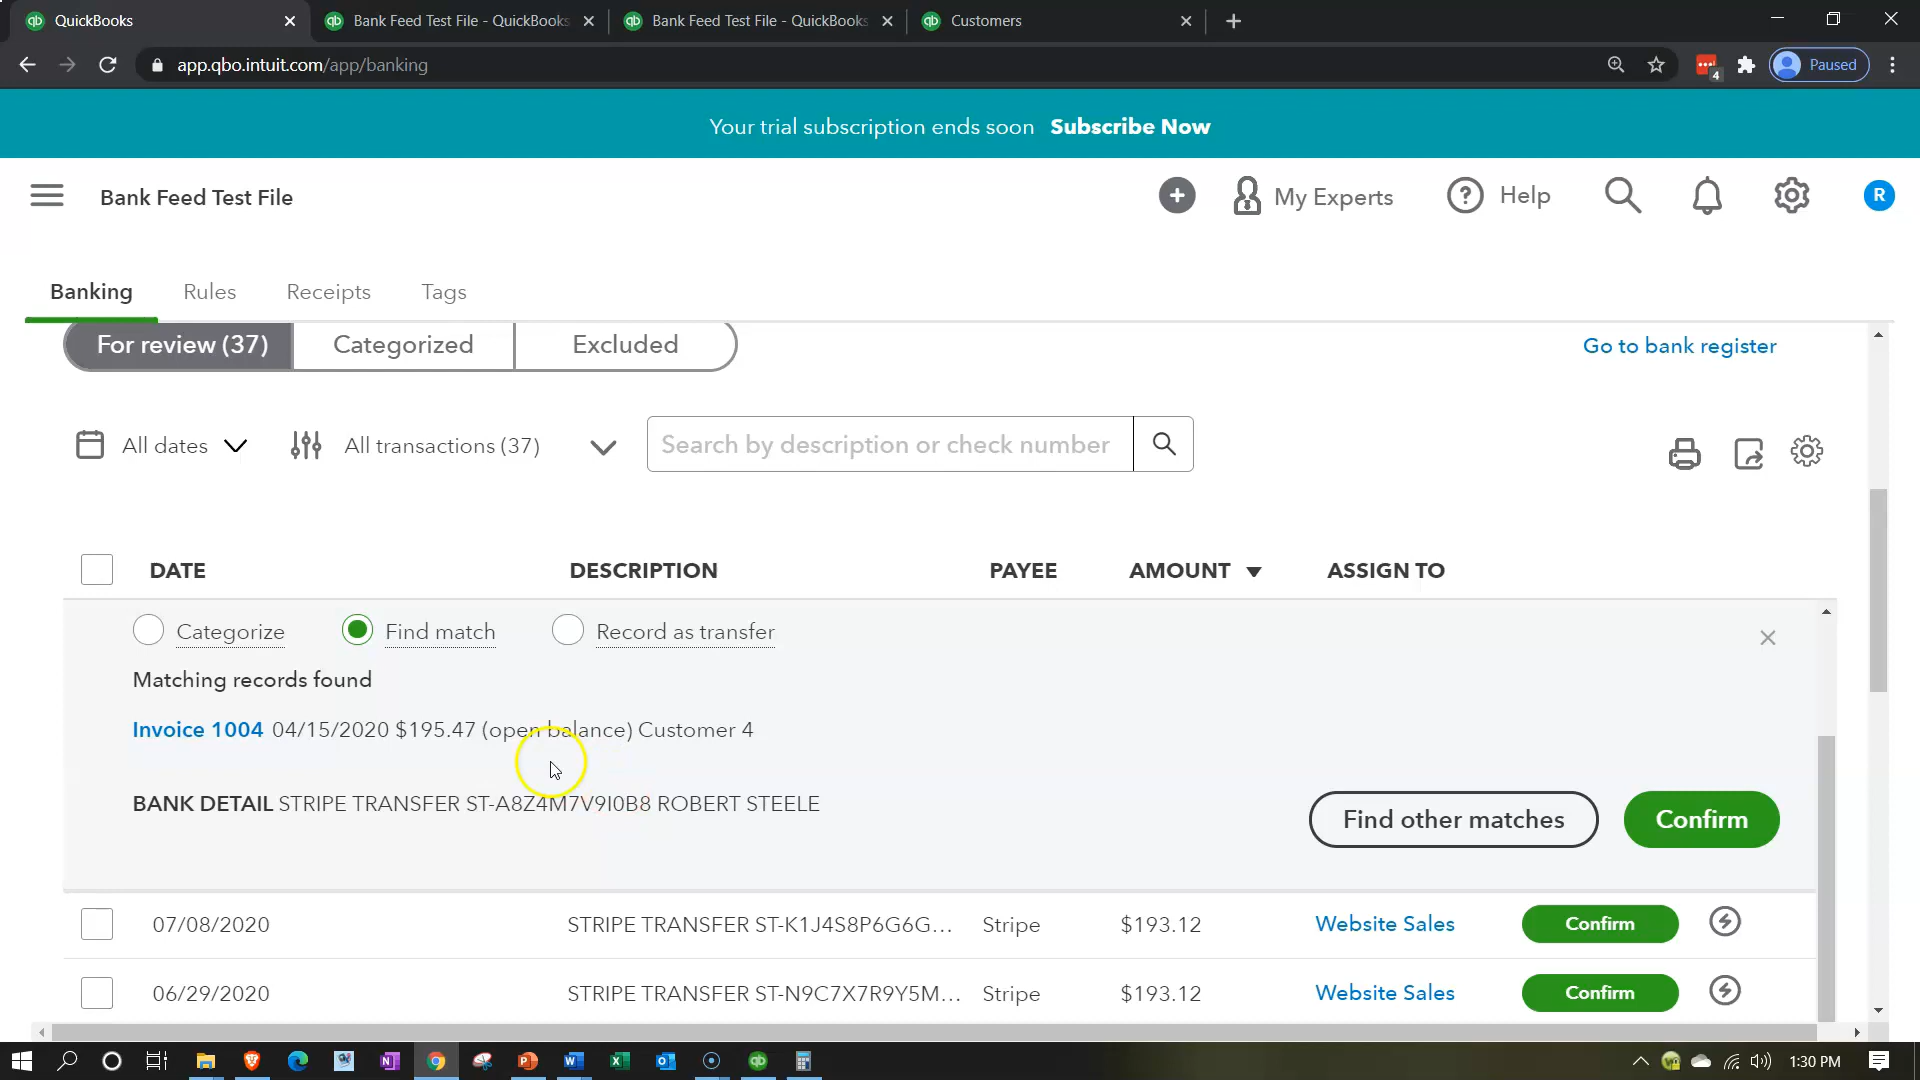 QuickBooks
Bank Feed Test File - QuickBooks
Bank Feed Test File - QuickBooks
Customers
app.qbo.intuit.com/app/banking
4
Paused
Your trial subscription ends soon Subscribe Now
Bank Feed Test File
My Experts
Help
R
Banking Rules Receipts Tags
For review (37) Categorized Excluded
Go to bank register
All dates
All transactions (37)
Search by description or check number
DATE DESCRIPTION PAYEE AMOUNT ASSIGN TO
Categorize Find match Record as transfer
Matching records found
Invoice 1004 04/15/2020 $195.47 (open balance) Customer 4
BANK DETAIL STRIPE TRANSFER ST-A8Z4M7V9I0B8 ROBERT STEELE
Find other matches
Confirm
07/08/2020 STRIPE TRANSFER ST-K1J4S8P6G6G... Stripe $193.12 Website Sales Confirm
06/29/2020 STRIPE TRANSFER ST-N9C7X7R9Y5M... Stripe $193.12 Website Sales Confirm
1:30 PM